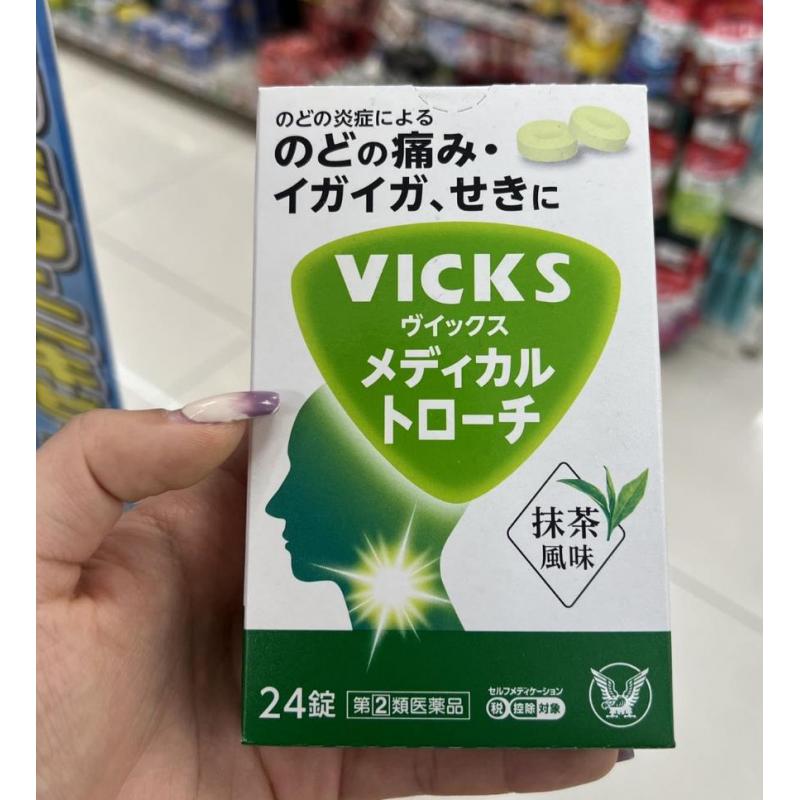 のどの炎症による
のどの痛み・
イガイガ、せきに
VICKS
ヴイックス
メディカル
トローチ
抹茶
風味
24錠
第②類医薬品
セルフメディケーション
税 控除 対象